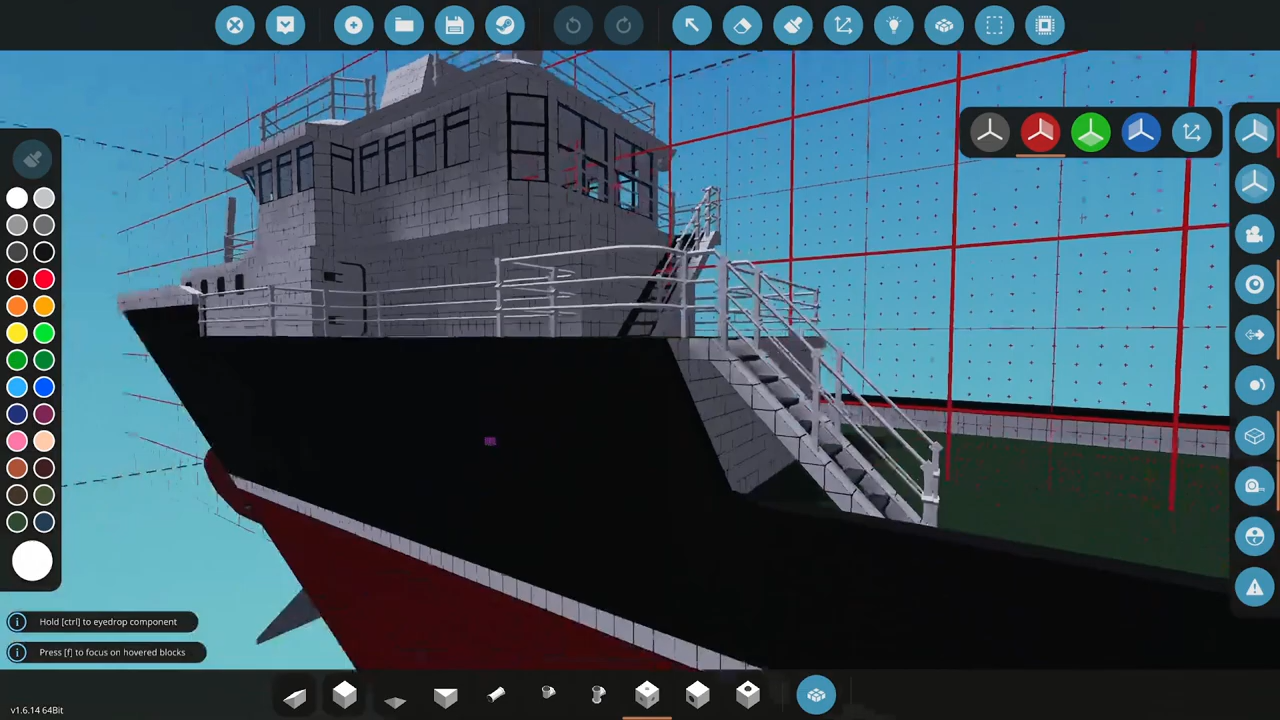 Hold [ctrl] to eyedrop component
Press [f] to focus on hovered blocks
v1.6.14 64Bit